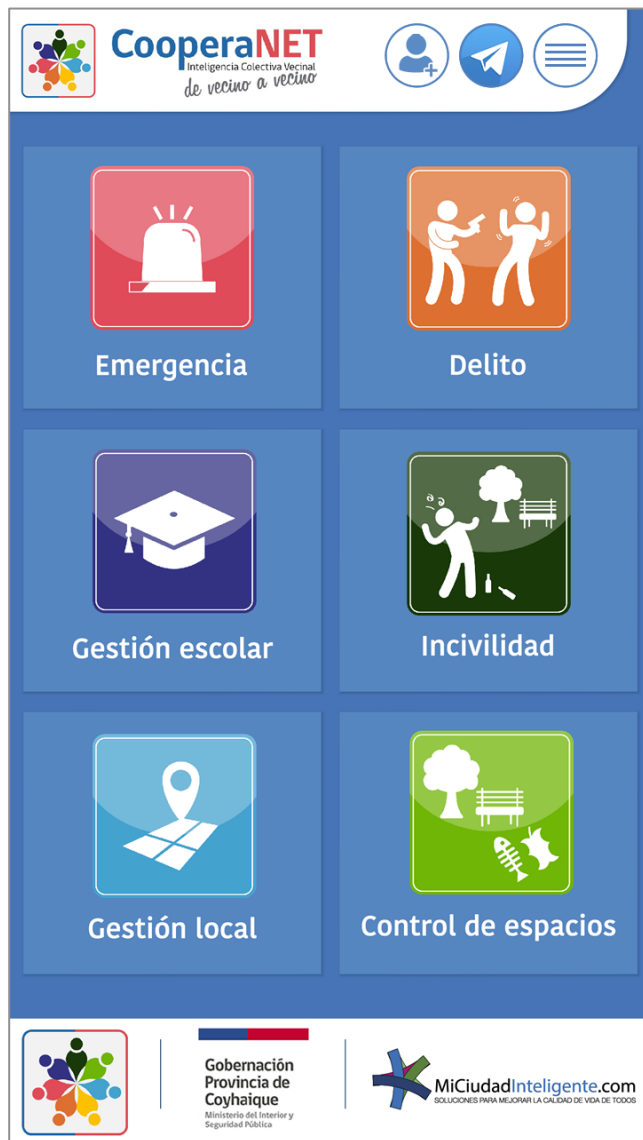 CooperaNET
Inteligencia Colectiva Vecinal
de vecino a vecino
Emergencia
Delito
Gestión escolar
Incivilidad
Gestión local
Control de espacios
Gobernación
Provincia de
Coyhaique
Ministerio del Interior y
Seguridad Pública
MiCiudadInteligente.com
SOLUCIONES PARA MEJORAR LA CALIDAD DE VIDA DE TODOS